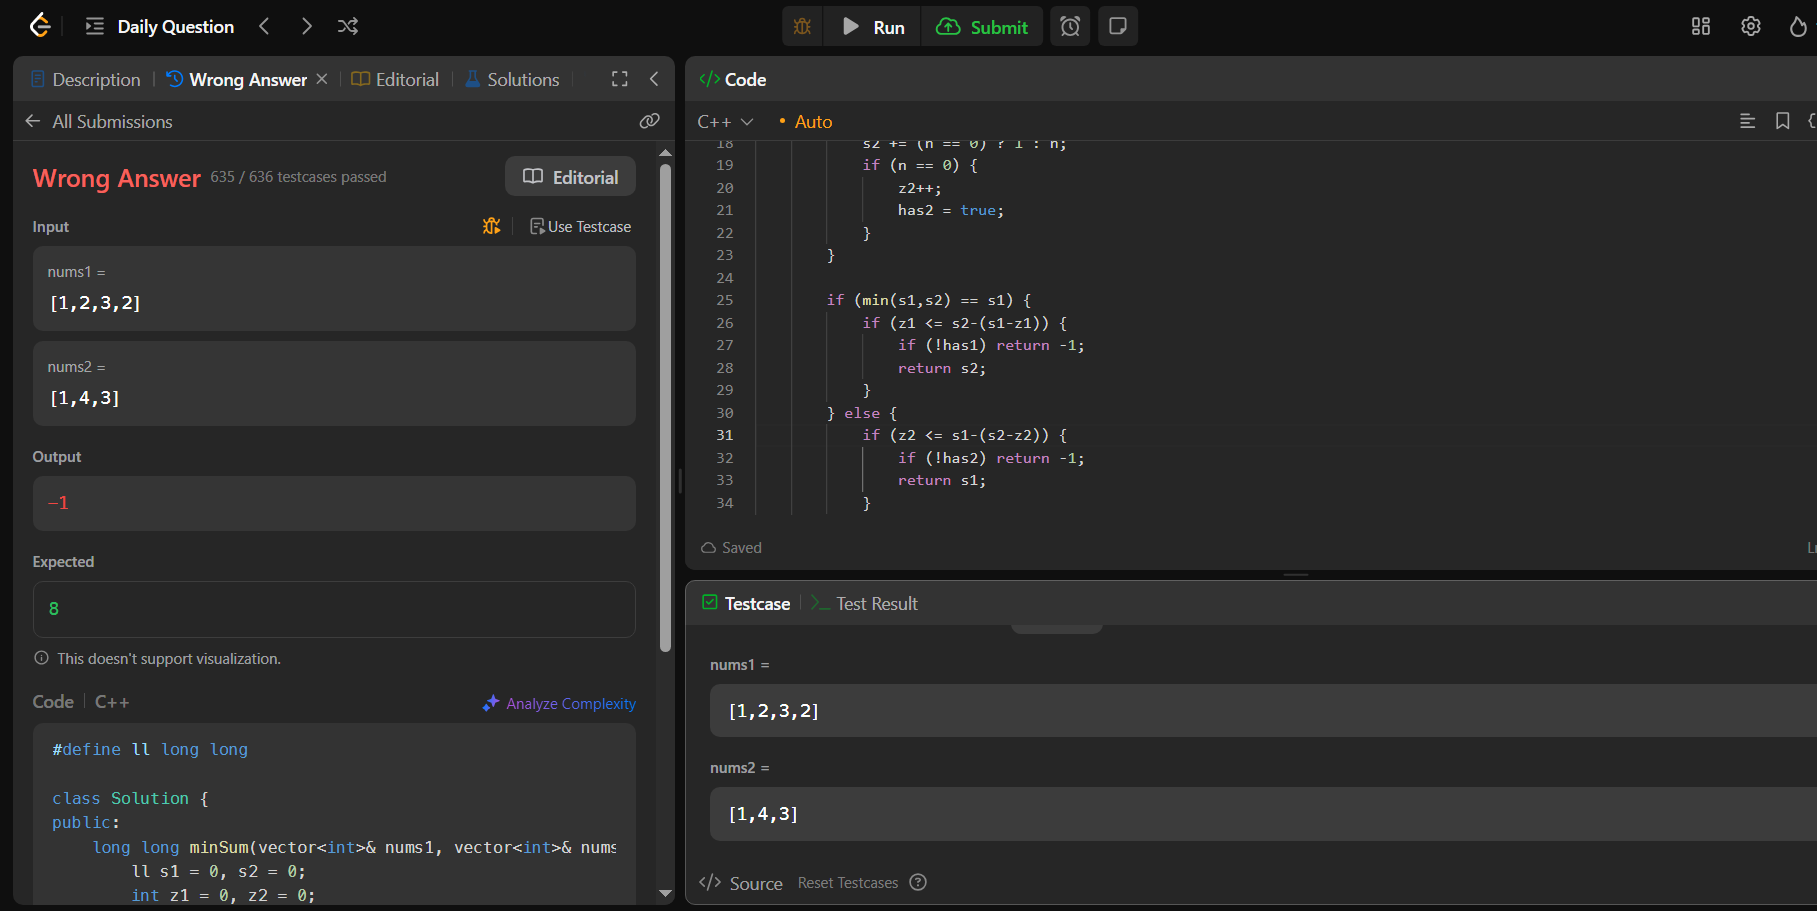 Daily Question
Run
Submit
Description
Wrong Answer
Editorial
Solutions
All Submissions
Wrong Answer 635 / 636 testcases passed
Editorial
Input
Use Testcase
nums1 =
[1,2,3,2]
nums2 =
[1,4,3]
Output
-1
Expected
8
This doesn't support visualization.
Code
C++
Analyze Complexity
#define ll long long
class Solution {
public:
long long minSum(vector<int>& nums1, vector<int>& nums
ll s1 = 0, s2 = 0;
int z1 = 0, z2 = 0;
</> Code
C++
Auto
18 s2 += (n == 0) ? 1 : n;
19 if (n == 0) {
20 z2++;
21 has2 = true;
22 }
23 }
24
25 if (min(s1,s2) == s1) {
26 if (z1 <= s2-(s1-z1)) {
27 if (!has1) return -1;
28 return s2;
29 }
30 } else {
31 if (z2 <= s1-(s2-z2)) {
32 if (!has2) return -1;
33 return s1;
34 }
Saved
Testcase
Test Result
nums1 =
[1,2,3,2]
nums2 =
[1,4,3]
</> Source
Reset Testcases